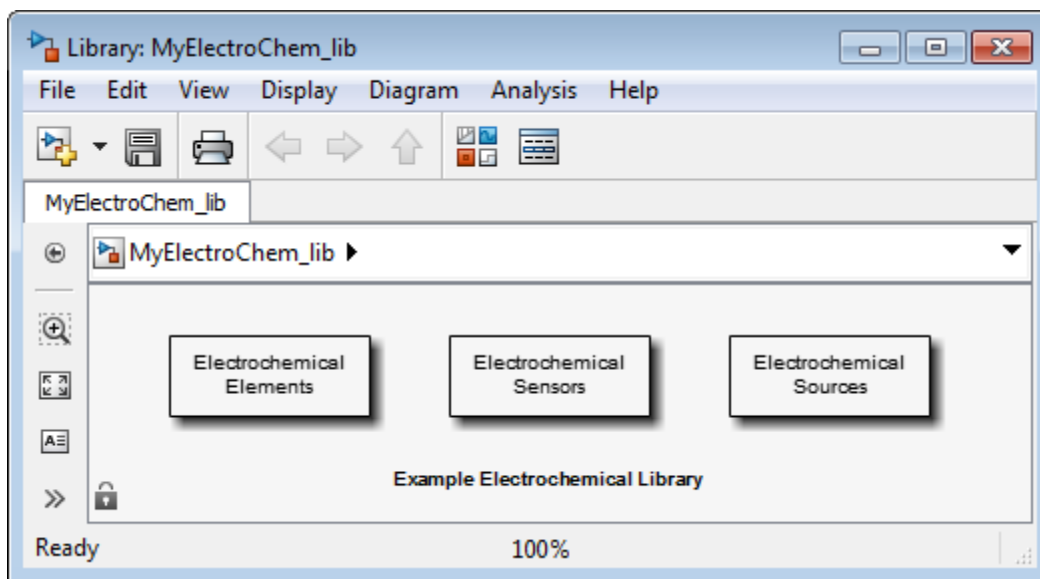 Library: MyElectroChem_lib
File Edit View Display Diagram Analysis Help
MyElectroChem_lib
MyElectroChem_lib
Electrochemical
Elements
Electrochemical
Sensors
Electrochemical
Sources
Example Electrochemical Library
Ready 100%